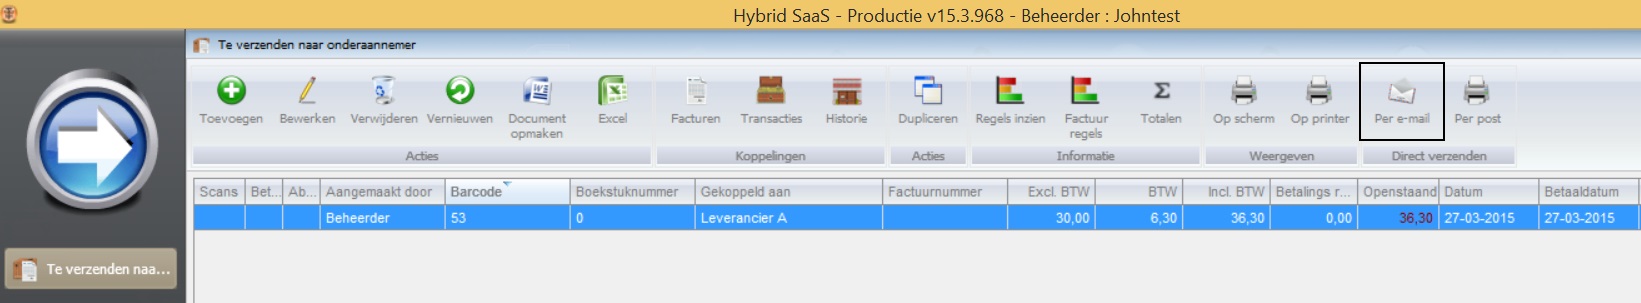 Hybrid SaaS - Productie v15.3.968 - Beheerder : Johntest
Te verzenden naar onderaannemer
Toevoegen Bewerken Verwijderen Vernieuwen Document opmaken Excel Facturen Transacties Historie Dupliceren Regels inzien Factuur regels Totalen Op scherm Op printer Per e-mail Per post
Acties Koppelingen Acties Informatie Weergeven Direct verzenden
Scans Bet... Ab... Aangemaakt door Barcode Boekstuknummer Gekoppeld aan Factuurnummer Excl. BTW BTW Incl. BTW Betalings r... Openstaand Datum Betaaldatum
Beheerder 53 0 Leverancier A 30,00 6,30 36,30 0,00 36,30 27-03-2015 27-03-2015
Te verzenden naa...